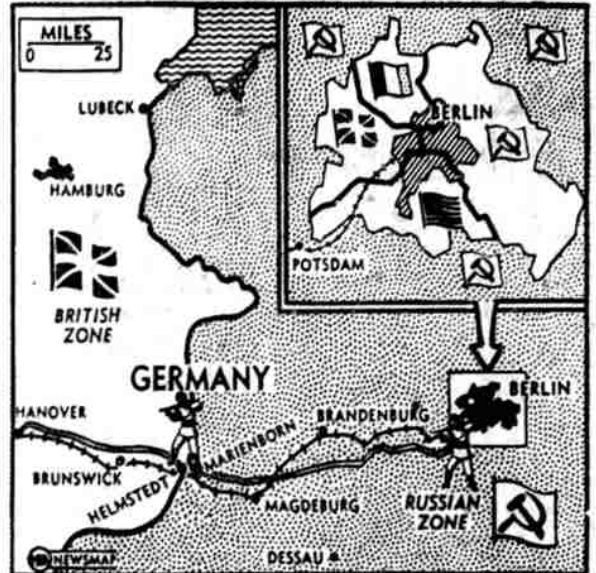 MILES
0 25
LUBECK
HAMBURG
BRITISH
ZONE
BERLIN
POTSDAM
GERMANY
HANOVER
BRUNSWICK
HELMSTEDT
MARIENBORN
BRANDENBURG
MAGDEBURG
BERLIN
RUSSIAN
ZONE
DESSAU
NEWSMAP